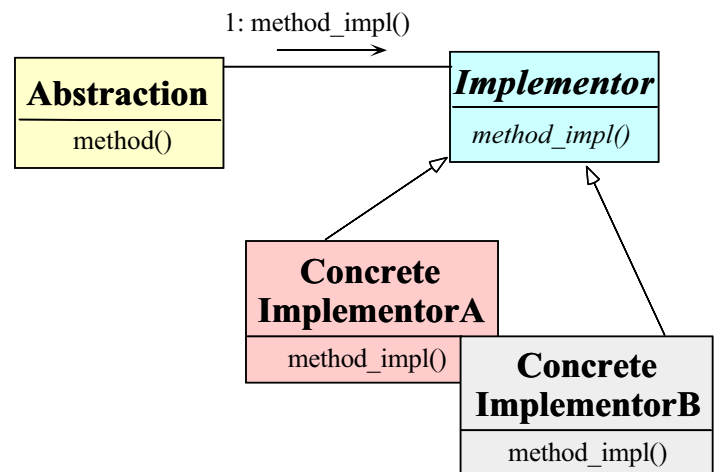 1: method_impl()
Abstraction
method()
Implementor
method_impl()
Concrete
ImplementorA
method_impl()
Concrete
ImplementorB
method_impl()